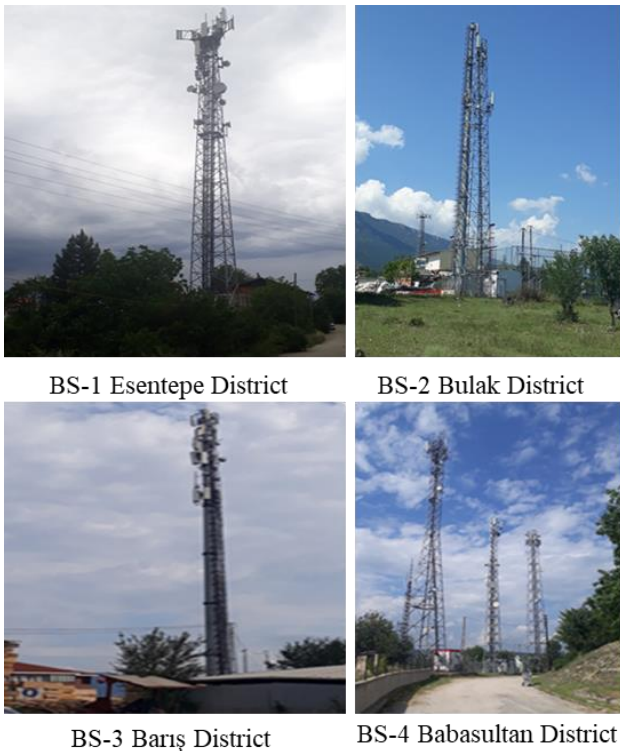 BS-1 Esentepe District
BS-2 Bulak District
BS-3 Barış District
BS-4 Babasultan District